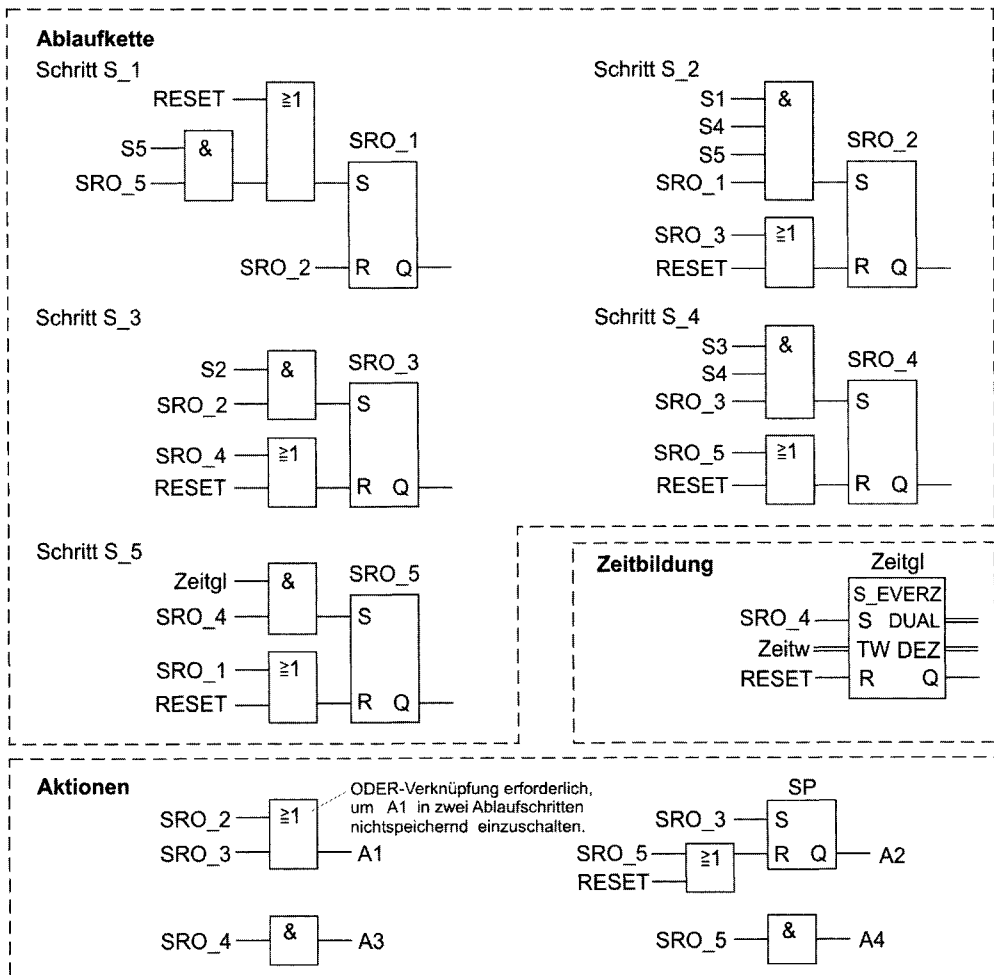 Ablaufkette
Schritt S_1
RESET
≧1
S5
&
SRO_5
SRO_1
S
SRO_2
R Q
Schritt S_2
S1
&
S4
S5
SRO_1
SRO_2
S
SRO_3
≧1
RESET
R Q
Schritt S_3
S2
&
SRO_2
SRO_3
S
SRO_4
≧1
RESET
R Q
Schritt S_4
S3
&
S4
SRO_3
SRO_4
S
SRO_5
≧1
RESET
R Q
Schritt S_5
Zeitgl
&
SRO_4
SRO_5
S
SRO_1
≧1
RESET
R Q
Zeitbildung
Zeitgl
S_EVERZ
SRO_4 S DUAL
Zeitw TW DEZ
RESET R Q
Aktionen
SRO_2
≧1
SRO_3
A1
ODER-Verknüpfung erforderlich,
um A1 in zwei Ablaufschritten
nichtspeichernd einzuschalten.
SP
SRO_3 S
SRO_5
≧1
RESET
R Q A2
SRO_4 & A3
SRO_5 & A4